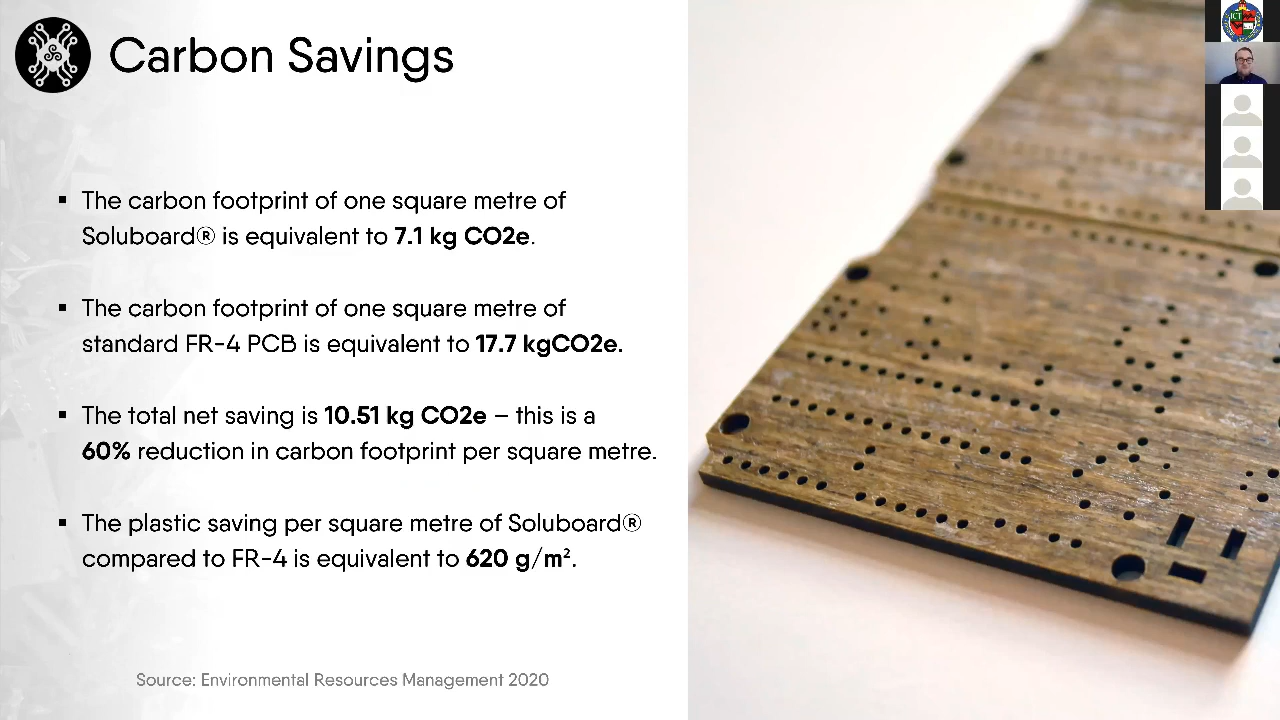 Carbon Savings
▪ The carbon footprint of one square metre of
Soluboard® is equivalent to 7.1 kg CO2e.
▪ The carbon footprint of one square metre of
standard FR-4 PCB is equivalent to 17.7 kgCO2e.
▪ The total net saving is 10.51 kg CO2e – this is a
60% reduction in carbon footprint per square metre.
▪ The plastic saving per square metre of Soluboard®
compared to FR-4 is equivalent to 620 g/m².
Source: Environmental Resources Management 2020
ICT